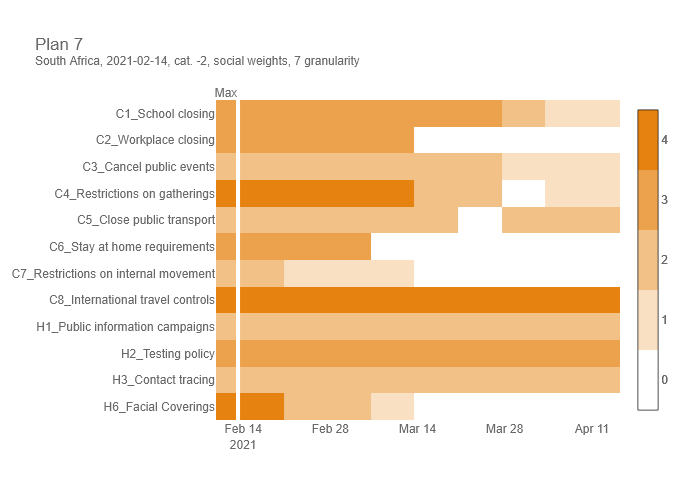 Plan 7
South Africa, 2021-02-14, cat. -2, social weights, 7 granularity
Max
C1_School closing
C2_Workplace closing
C3_Cancel public events
C4_Restrictions on gatherings
C5_Close public transport
C6_Stay at home requirements
C7_Restrictions on internal movement
C8_International travel controls
H1_Public information campaigns
H2_Testing policy
H3_Contact tracing
H6_Facial Coverings
Feb 14 Feb 28 Mar 14 Mar 28 Apr 11
2021
4
3
2
1
0